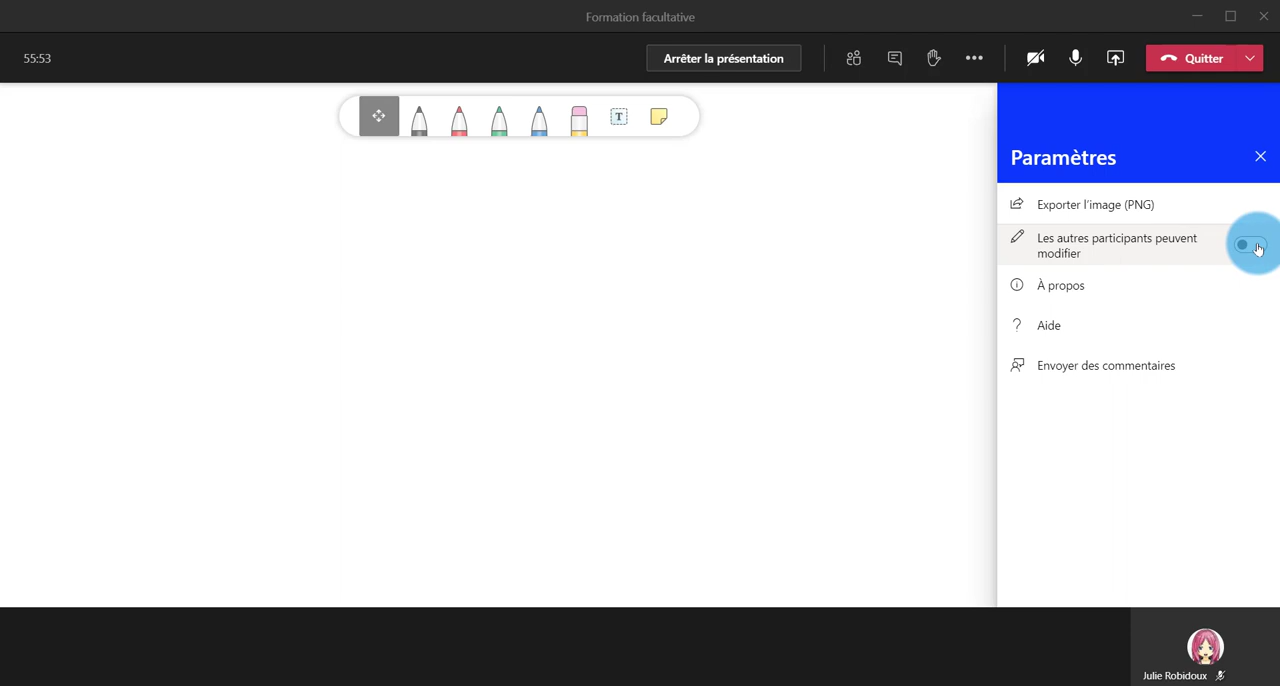 Formation facultative
55:53
Arrêter la présentation
Quitter
T
Paramètres
Exporter l'image (PNG)
Les autres participants peuvent
modifier
À propos
? Aide
Envoyer des commentaires
Julie Robidoux